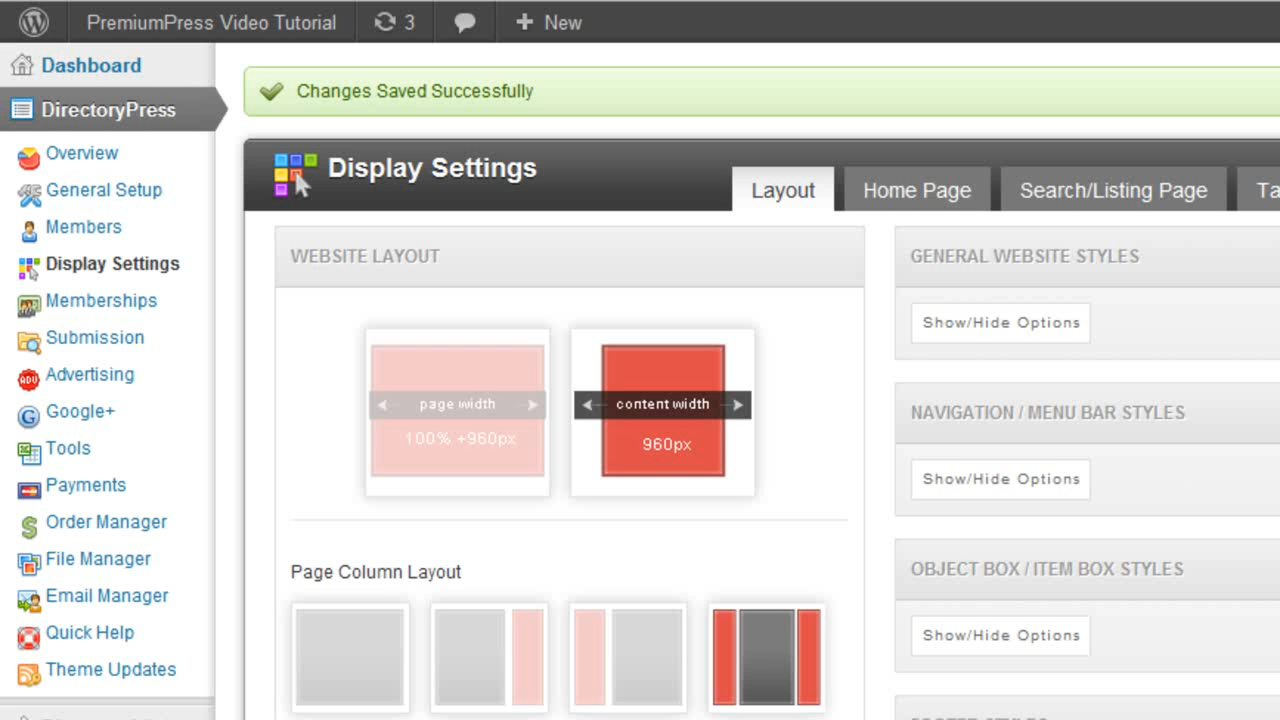 PremiumPress Video Tutorial 3 New
Dashboard
DirectoryPress
Overview
General Setup
Members
Display Settings
Memberships
Submission
Advertising
Google+
Tools
Payments
Order Manager
File Manager
Email Manager
Quick Help
Theme Updates
Changes Saved Successfully
Display Settings
Layout Home Page Search/Listing Page Ta
WEBSITE LAYOUT
page width
100% +960px
content width
960px
Page Column Layout
GENERAL WEBSITE STYLES
Show/Hide Options
NAVIGATION / MENU BAR STYLES
Show/Hide Options
OBJECT BOX / ITEM BOX STYLES
Show/Hide Options